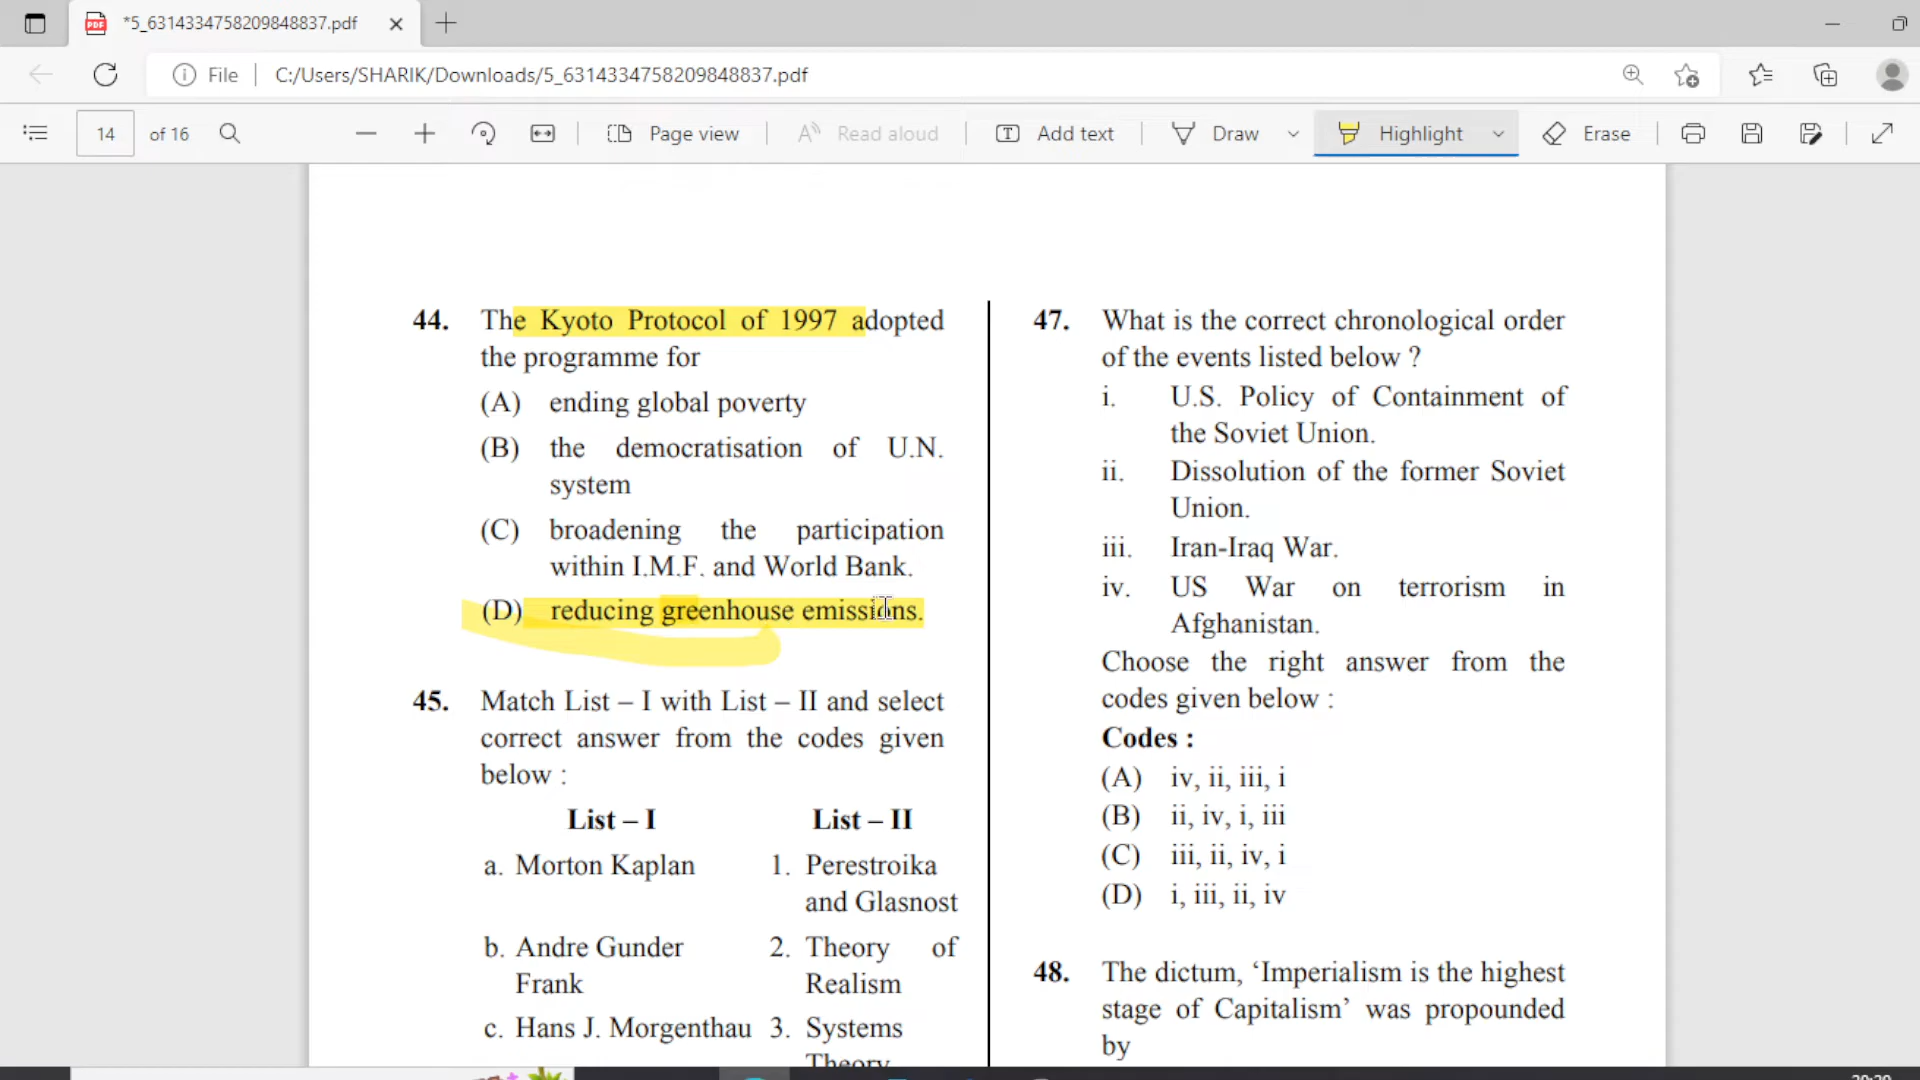 *5_6314334758209848837.pdf
File
C:/Users/SHARIK/Downloads/5_6314334758209848837.pdf
14
of 16
Page view
Read aloud
Add text
Draw
Highlight
Erase
44. The Kyoto Protocol of 1997 adopted
the programme for
(A) ending global poverty
(B) the democratisation of U.N.
system
(C) broadening the participation
within I.M.F. and World Bank.
(D) reducing greenhouse emissions.
45. Match List – I with List – II and select
correct answer from the codes given
below :
List – I List – II
a. Morton Kaplan 1. Perestroika
and Glasnost
b. Andre Gunder 2. Theory of
Frank Realism
c. Hans J. Morgenthau 3. Systems
Theory
47. What is the correct chronological order
of the events listed below ?
i. U.S. Policy of Containment of
the Soviet Union.
ii. Dissolution of the former Soviet
Union.
iii. Iran-Iraq War.
iv. US War on terrorism in
Afghanistan.
Choose the right answer from the
codes given below :
Codes :
(A) iv, ii, iii, i
(B) ii, iv, i, iii
(C) iii, ii, iv, i
(D) i, iii, ii, iv
48. The dictum, ‘Imperialism is the highest
stage of Capitalism’ was propounded
by